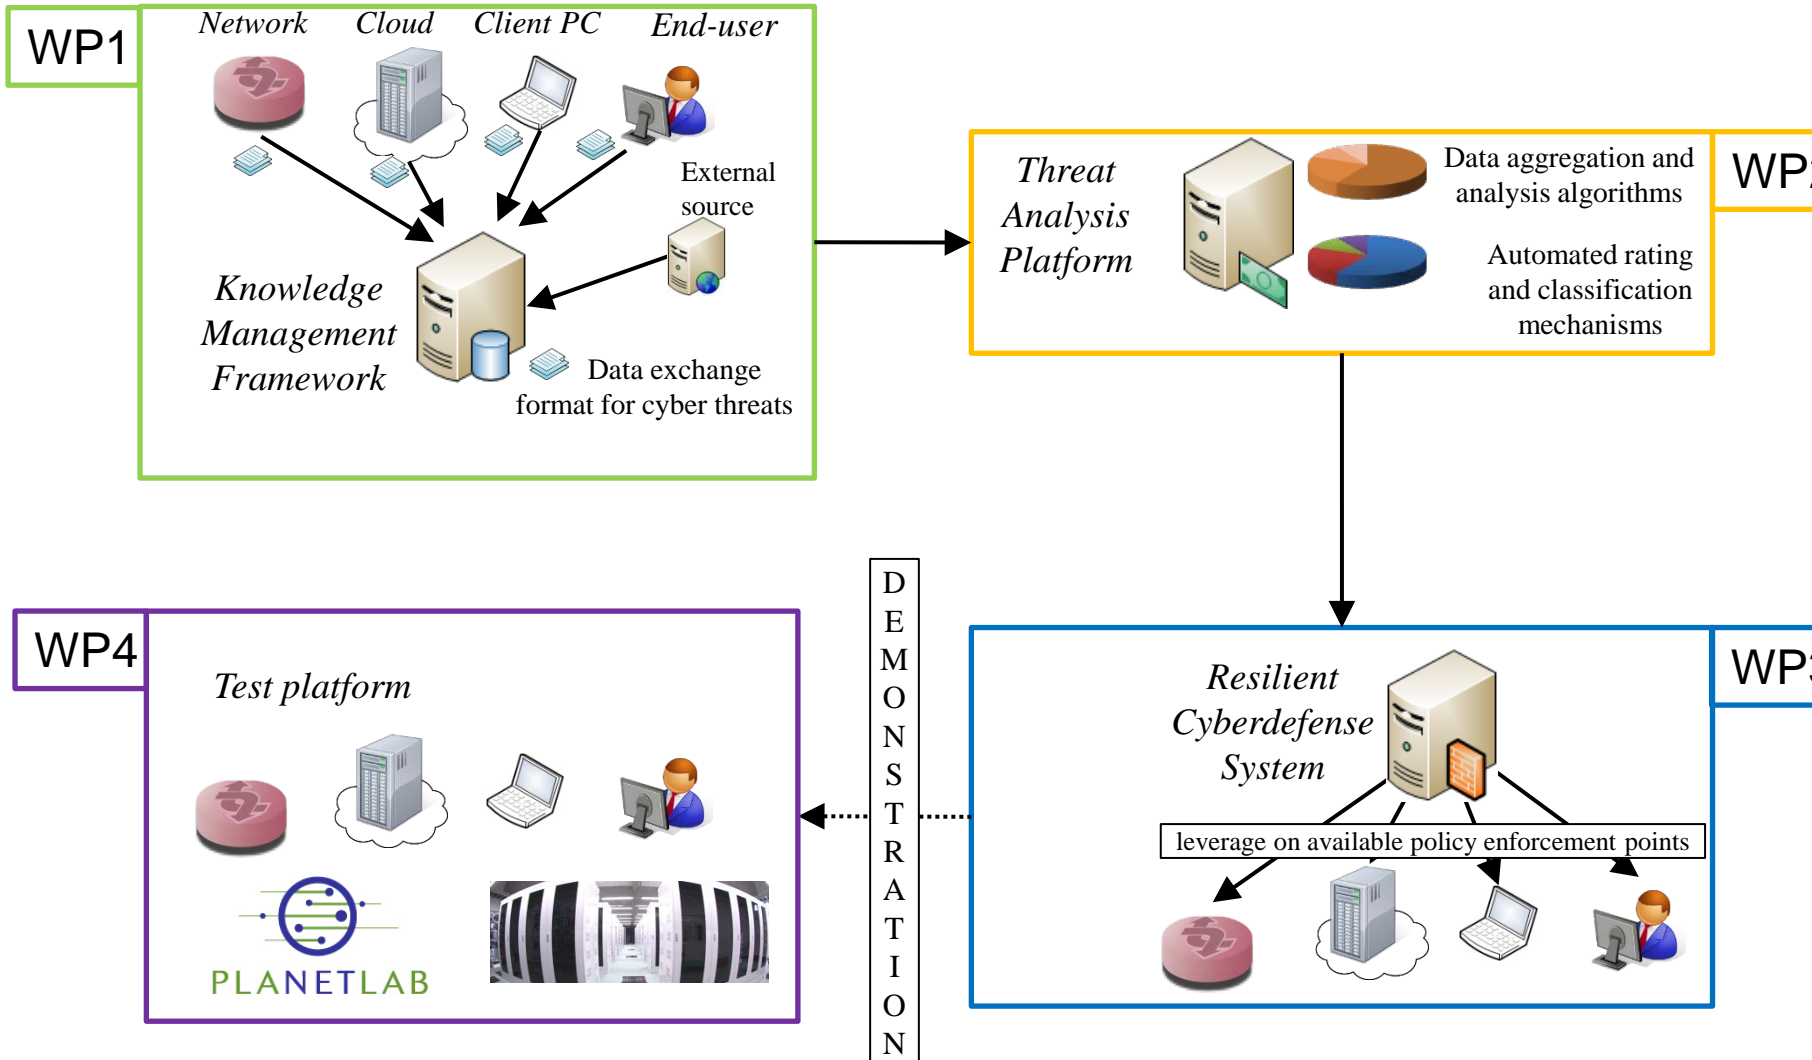 WP1
Network
Cloud
Client PC
End-user
External
source
Knowledge
Management
Framework
Data exchange
format for cyber threats
Threat
Analysis
Platform
Data aggregation and
analysis algorithms
Automated rating
and classification
mechanisms
WP2
WP4
Test platform
PLANETLAB
D
E
M
O
N
S
T
R
A
T
I
O
N
Resilient
Cyberdefense
System
leverage on available policy enforcement points
WP3